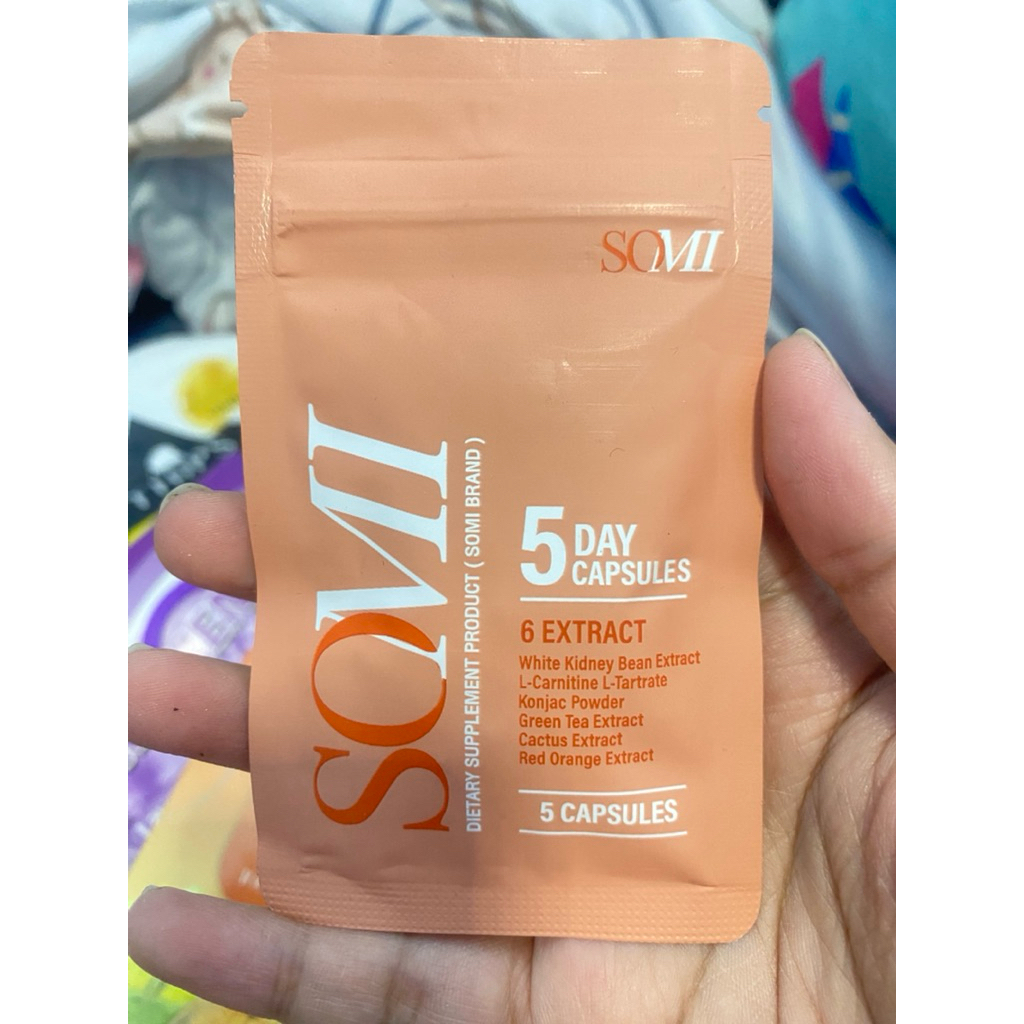 SOMI
SOMI
DIETARY SUPPLEMENT PRODUCT ( SOMI BRAND )
5 DAY
CAPSULES
6 EXTRACT
White Kidney Bean Extract
L-Carnitine L-Tartrate
Konjac Powder
Green Tea Extract
Cactus Extract
Red Orange Extract
5 CAPSULES